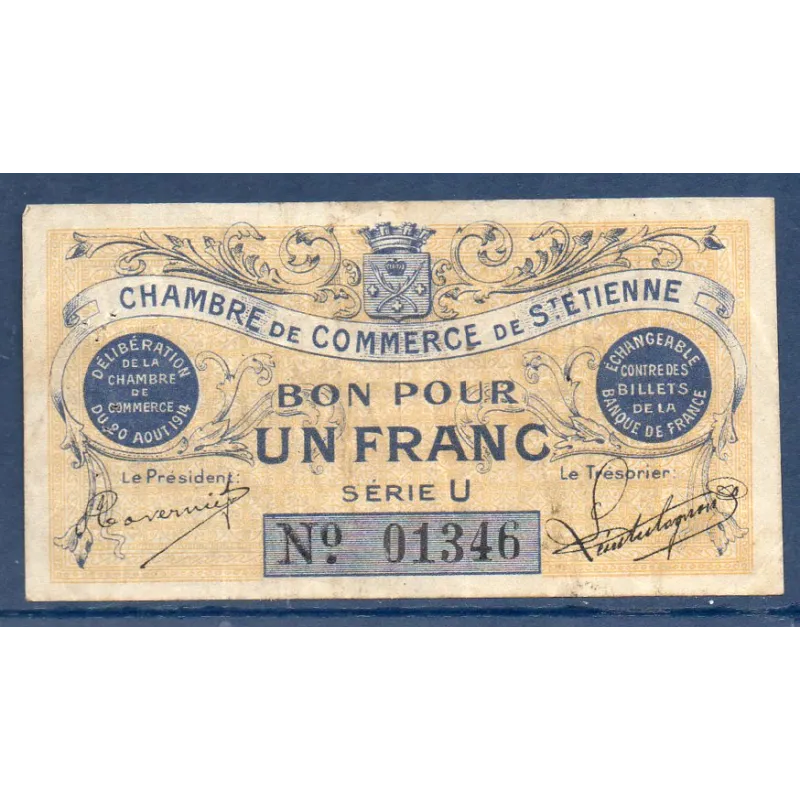 CHAMBRE DE COMMERCE DE ST ETIENNE
DÉLIBÉRATION
DE LA
CHAMBRE
DE
COMMERCE
DU 20 AOUT 1914
BON POUR
UN FRANC
SÉRIE U
ÉCHANGEABLE
CONTRE DES
BILLETS
DE LA
BANQUE DE FRANCE
Le Président:
Tavernier
Le Trésorier:
No. 01346